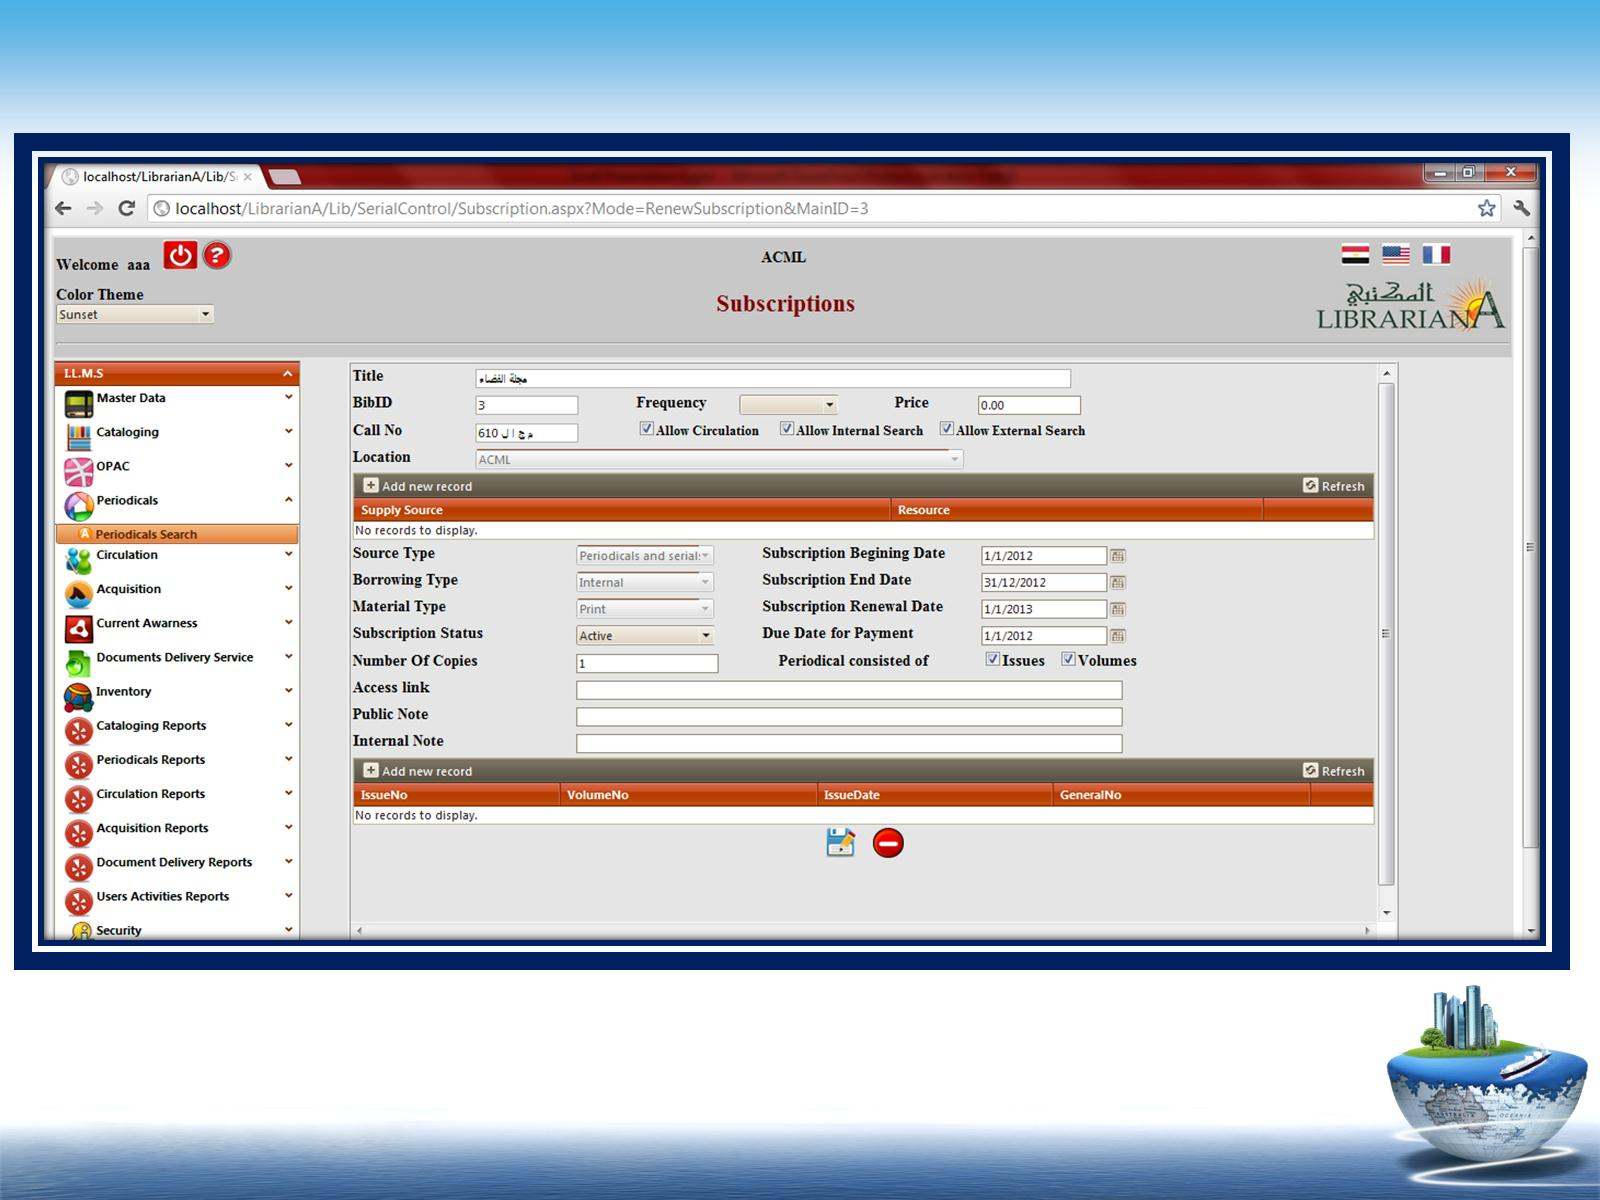 localhost/LibrarianA/Lib/S
localhost/LibrarianA/Lib/SerialControl/Subscription.aspx?Mode=RenewSubscription&MainID=3
Welcome aaa
ACML
Color Theme
Sunset
Subscriptions
المكتبي
LIBRARIANA
I.L.M.S
Master Data
Cataloging
OPAC
Periodicals
Periodicals Search
Circulation
Acquisition
Current Awarness
Documents Delivery Service
Inventory
Cataloging Reports
Periodicals Reports
Circulation Reports
Acquisition Reports
Document Delivery Reports
Users Activities Reports
Security
Title مجلة الفضاء
BibID 3 Frequency Price 0.00
Call No 610 م ج ا ل Allow Circulation Allow Internal Search Allow External Search
Location ACML
Add new record Refresh
Supply Source Resource
No records to display.
Source Type Periodicals and serial: Subscription Begining Date 1/1/2012
Borrowing Type Internal Subscription End Date 31/12/2012
Material Type Print Subscription Renewal Date 1/1/2013
Subscription Status Active Due Date for Payment 1/1/2012
Number Of Copies 1 Periodical consisted of Issues Volumes
Access link
Public Note
Internal Note
Add new record Refresh
IssueNo VolumeNo IssueDate GeneralNo
No records to display.
AUSTRALIA
OCEANIA